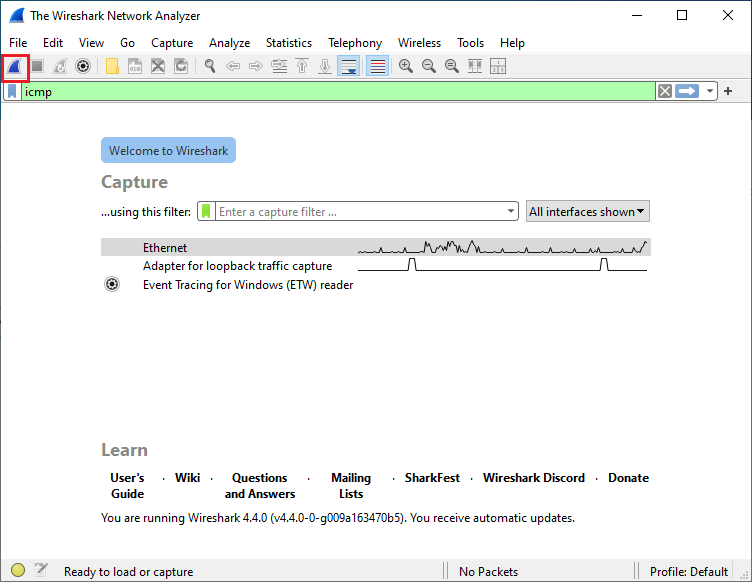 The Wireshark Network Analyzer
File Edit View Go Capture Analyze Statistics Telephony Wireless Tools Help
icmp
Welcome to Wireshark
Capture
...using this filter: Enter a capture filter ... All interfaces shown
Ethernet
Adapter for loopback traffic capture
Event Tracing for Windows (ETW) reader
Learn
User's Guide · Wiki · Questions and Answers · Mailing Lists · SharkFest · Wireshark Discord · Donate
You are running Wireshark 4.4.0 (v4.4.0-0-g009a163470b5). You receive automatic updates.
Ready to load or capture No Packets Profile: Default